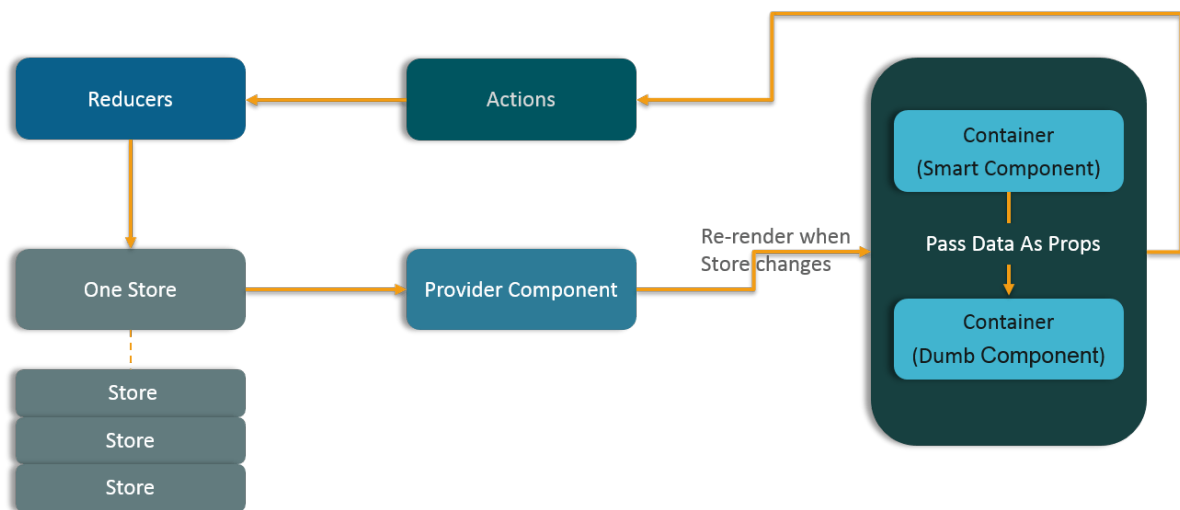 Reducers
Actions
Container
(Smart Component)
Re-render when
Store changes
Pass Data As Props
One Store
Provider Component
Container
(Dumb Component)
Store
Store
Store